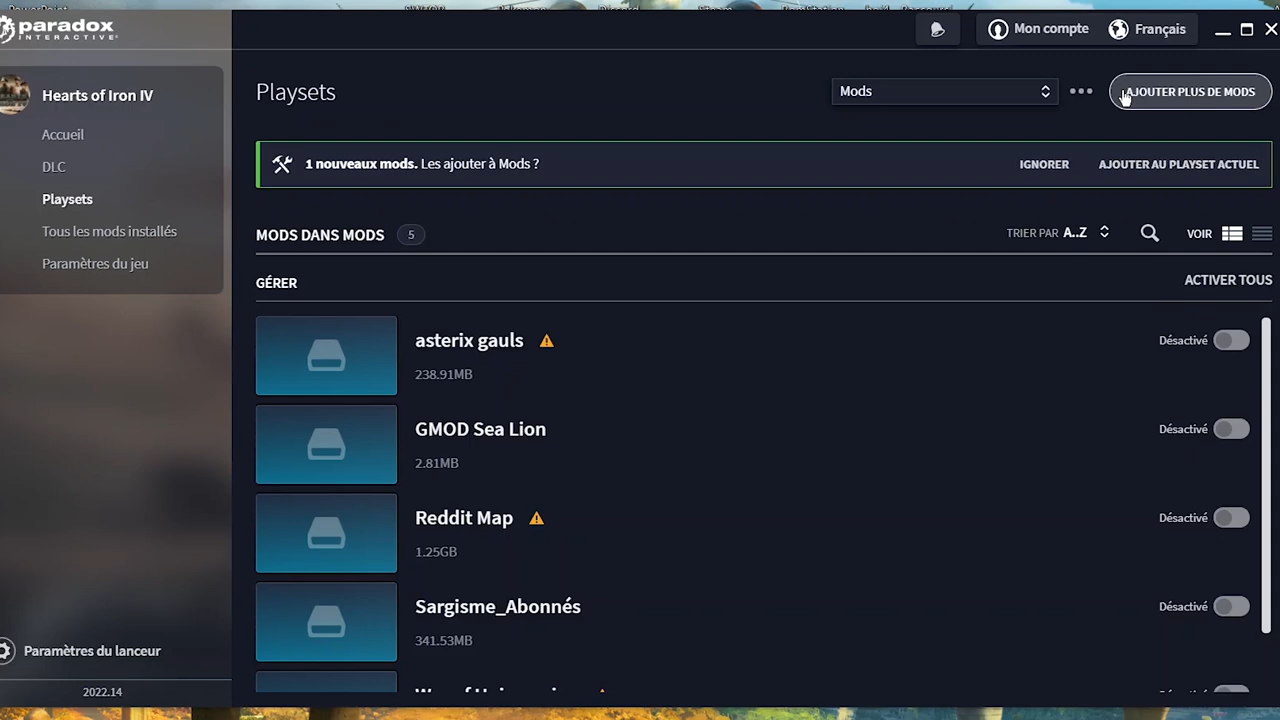 paradox
INTERACTIVE
Mon compte
Français
Hearts of Iron IV
Accueil
DLC
Playsets
Tous les mods installés
Paramètres du jeu
Paramètres du lanceur
2022.14
Playsets
Mods
AJOUTER PLUS DE MODS
1 nouveaux mods. Les ajouter à Mods ?
IGNORER
AJOUTER AU PLAYSET ACTUEL
MODS DANS MODS 5
TRIER PAR A..Z
VOIR
GÉRER
ACTIVER TOUS
asterix gauls
238.91MB
Désactivé
GMOD Sea Lion
2.81MB
Désactivé
Reddit Map
1.25GB
Désactivé
Sargisme_Abonnés
341.53MB
Désactivé